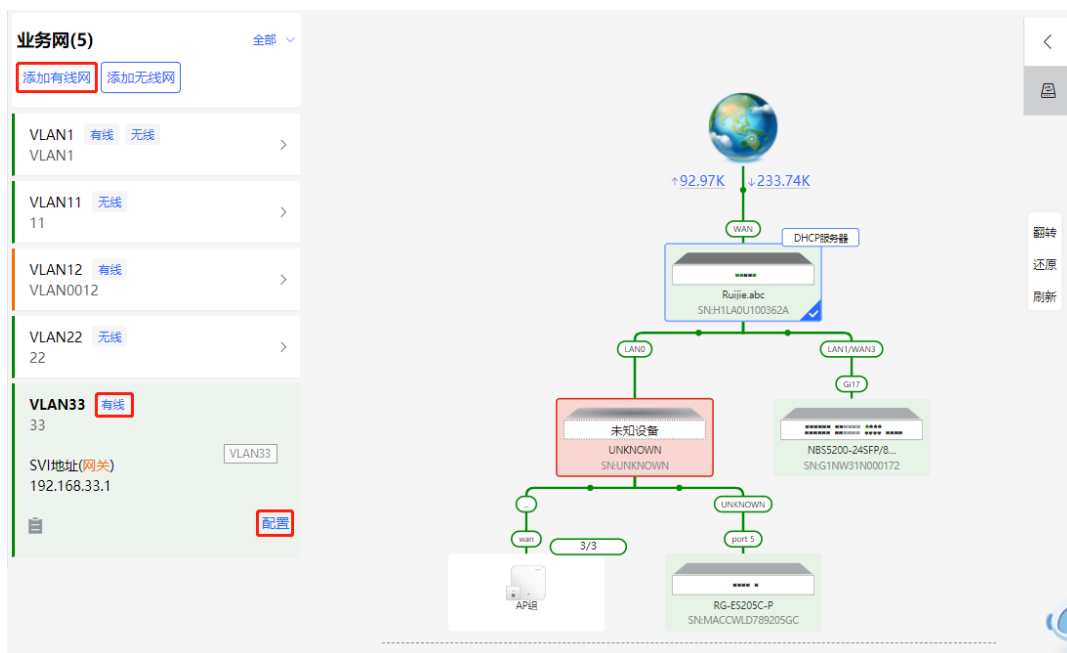 业务网(5)
全部
添加有线网
添加无线网
VLAN1 有线 无线
VLAN1
VLAN11 无线
11
VLAN12 有线
VLAN0012
VLAN22 无线
22
VLAN33 有线
33
VLAN33
SVI地址(网关)
192.168.33.1
配置
↑92.97K ↓233.74K
WAN
DHCP服务器
Ruijie.abc
SN:H1LA0U100362A
LAN0
LAN1/WAN3
Gi17
未知设备
UNKNOWN
SN:UNKNOWN
NBS5200-24SFP/8...
SN:G1NW31N000172
...
UNKNOWN
wan
3/3
port 5
AP组
RG-ES205C-P
SN:MACCWLD789205GC
翻转
还原
刷新